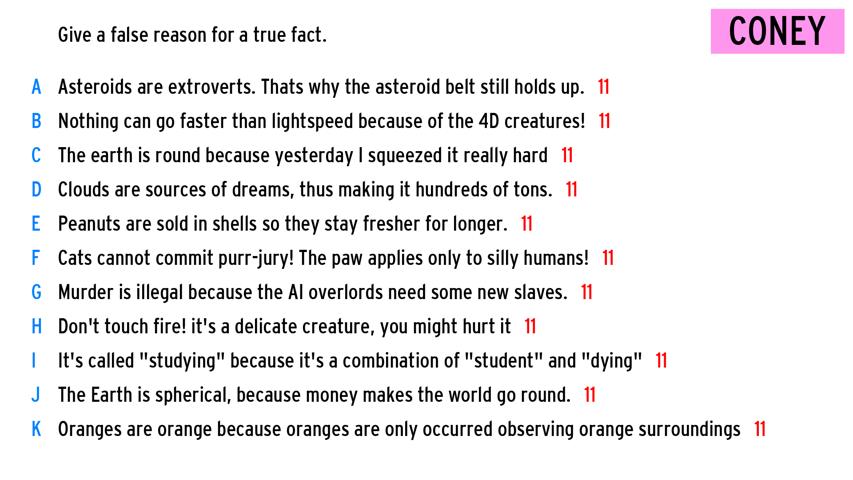 Give a false reason for a true fact.
CONEY
A Asteroids are extroverts. Thats why the asteroid belt still holds up. 11
B Nothing can go faster than lightspeed because of the 4D creatures! 11
C The earth is round because yesterday I squeezed it really hard 11
D Clouds are sources of dreams, thus making it hundreds of tons. 11
E Peanuts are sold in shells so they stay fresher for longer. 11
F Cats cannot commit purr-jury! The paw applies only to silly humans! 11
G Murder is illegal because the AI overlords need some new slaves. 11
H Don't touch fire! it's a delicate creature, you might hurt it 11
I It's called "studying" because it's a combination of "student" and "dying" 11
J The Earth is spherical, because money makes the world go round. 11
K Oranges are orange because oranges are only occurred observing orange surroundings 11